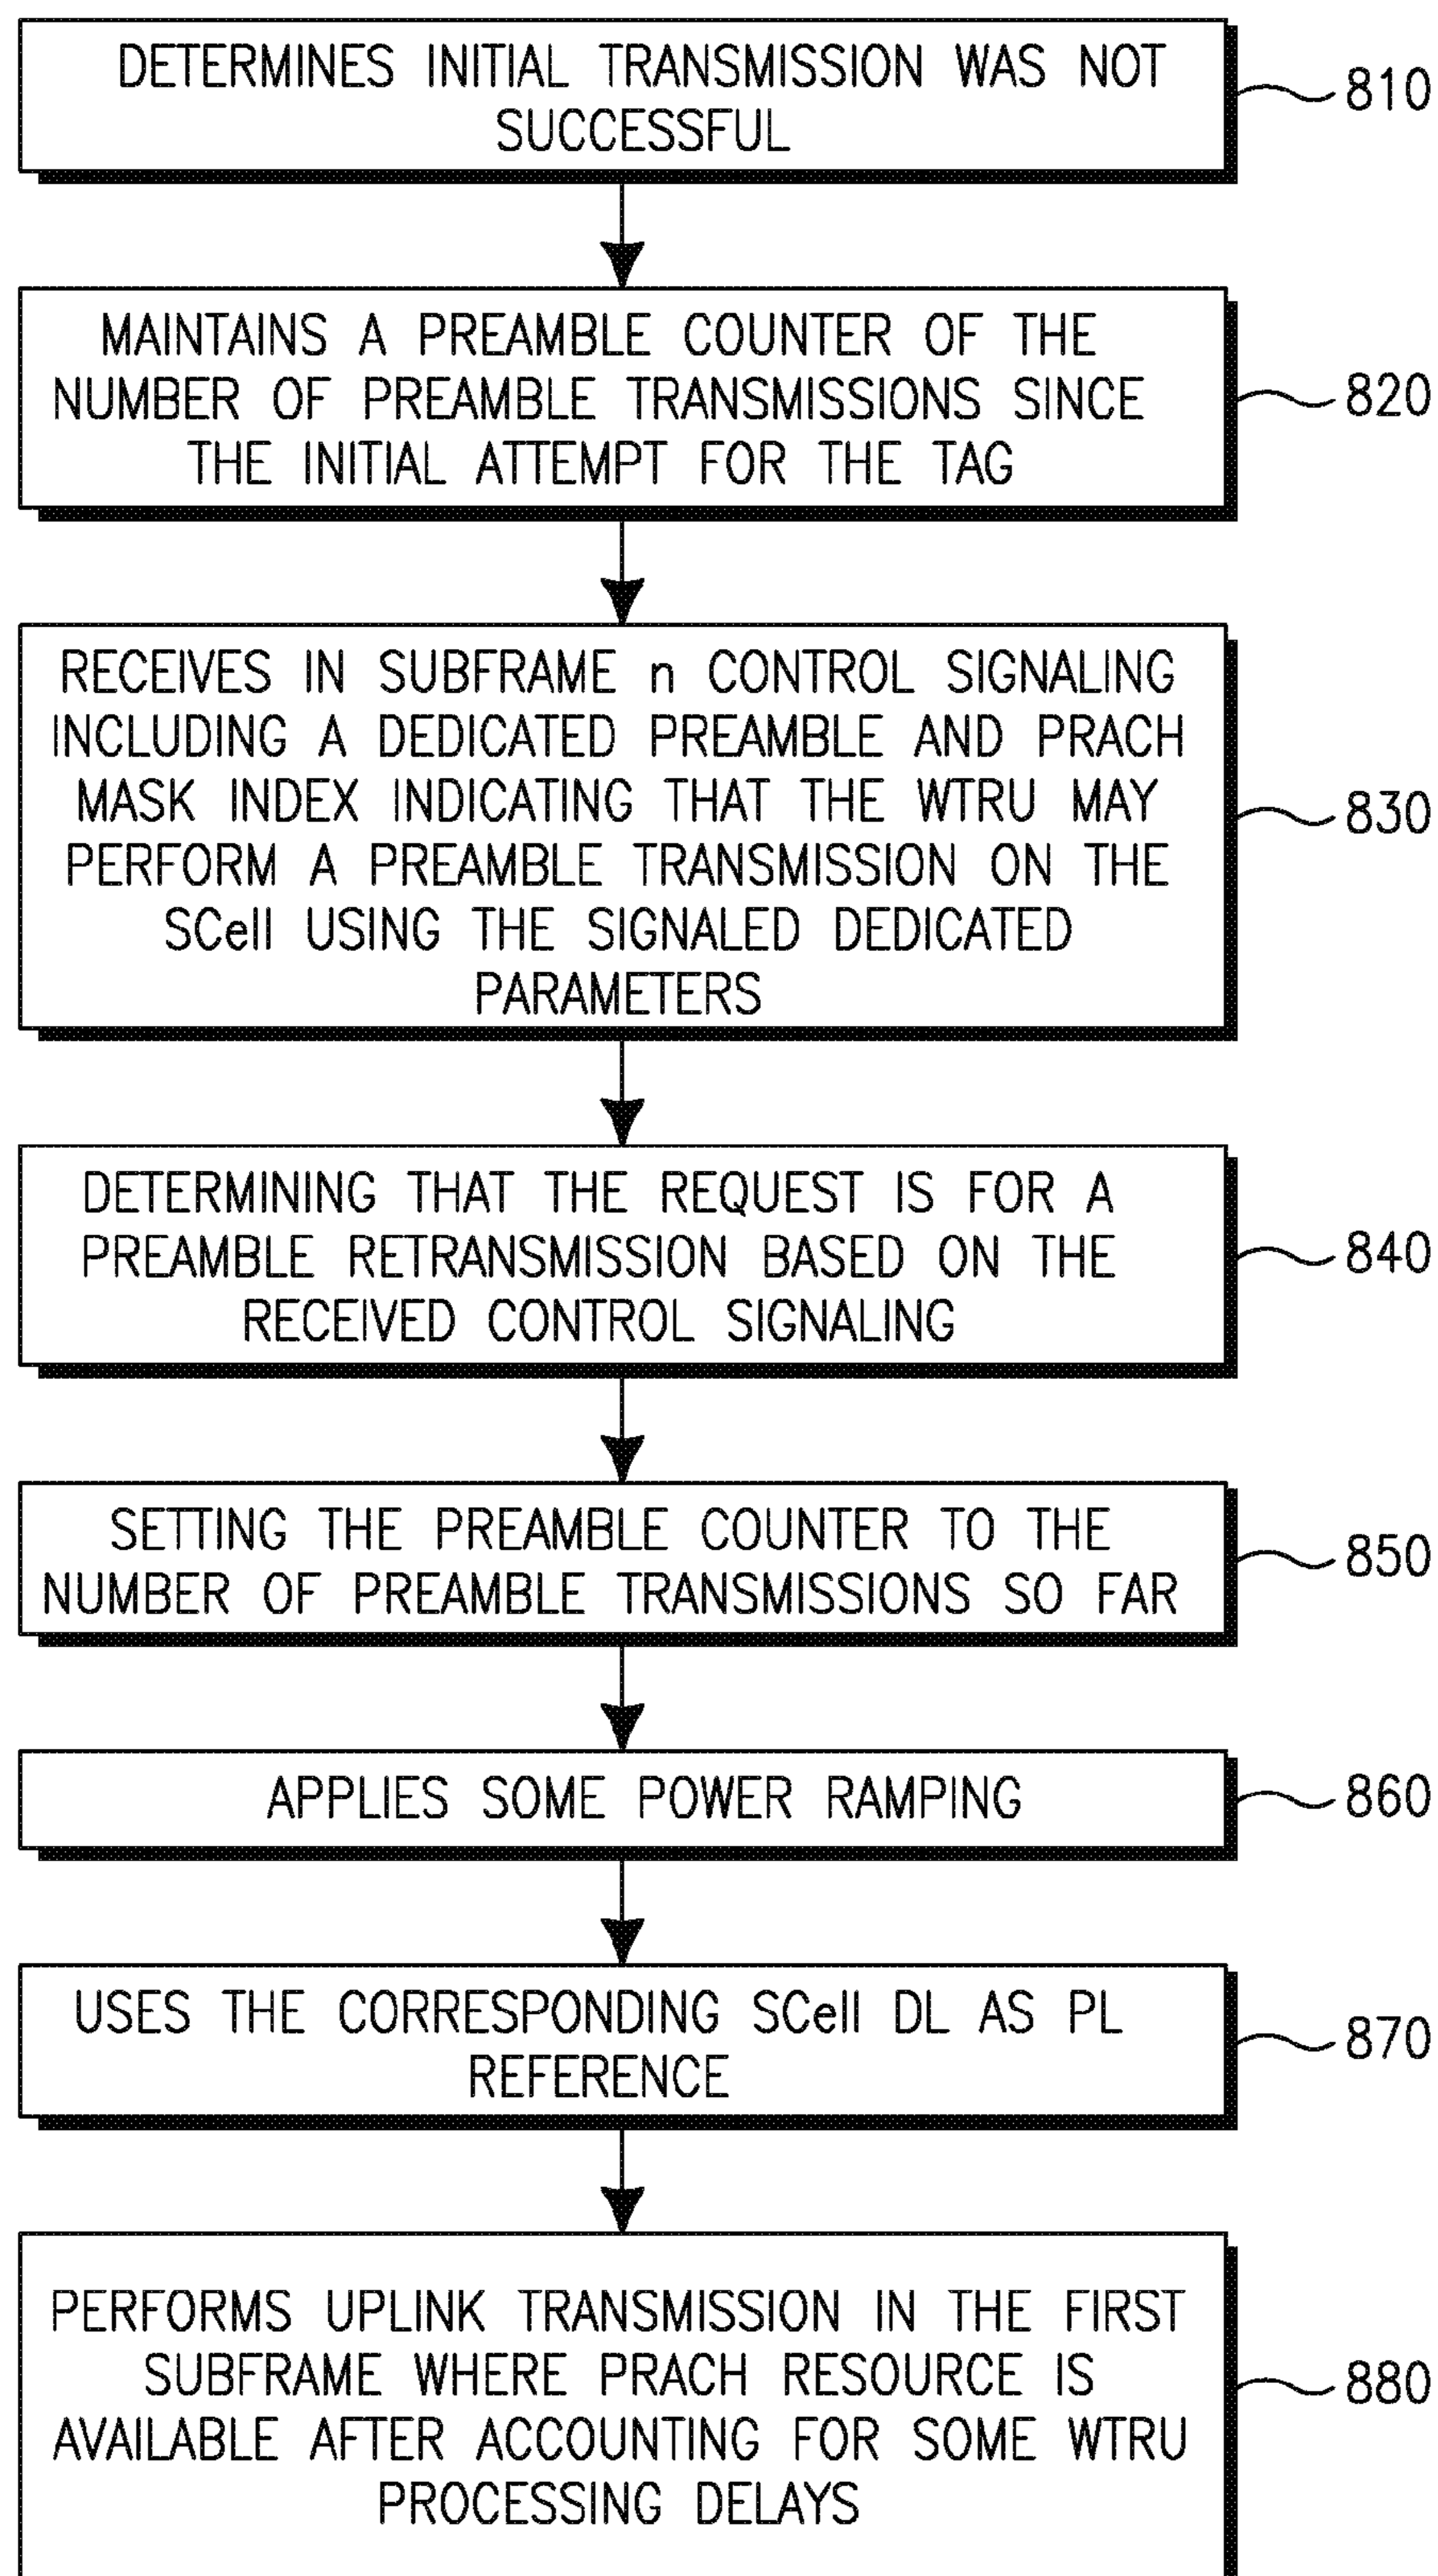 DETERMINES INITIAL TRANSMISSION WAS NOT
SUCCESSFUL
810
MAINTAINS A PREAMBLE COUNTER OF THE
NUMBER OF PREAMBLE TRANSMISSIONS SINCE
THE INITIAL ATTEMPT FOR THE TAG
820
RECEIVES IN SUBFRAME n CONTROL SIGNALING
INCLUDING A DEDICATED PREAMBLE AND PRACH
MASK INDEX INDICATING THAT THE WTRU MAY
PERFORM A PREAMBLE TRANSMISSION ON THE
SCell USING THE SIGNALED DEDICATED
PARAMETERS
830
DETERMINING THAT THE REQUEST IS FOR A
PREAMBLE RETRANSMISSION BASED ON THE
RECEIVED CONTROL SIGNALING
840
SETTING THE PREAMBLE COUNTER TO THE
NUMBER OF PREAMBLE TRANSMISSIONS SO FAR
850
APPLIES SOME POWER RAMPING
860
USES THE CORRESPONDING SCell DL AS PL
REFERENCE
870
PERFORMS UPLINK TRANSMISSION IN THE FIRST
SUBFRAME WHERE PRACH RESOURCE IS
AVAILABLE AFTER ACCOUNTING FOR SOME WTRU
PROCESSING DELAYS
880